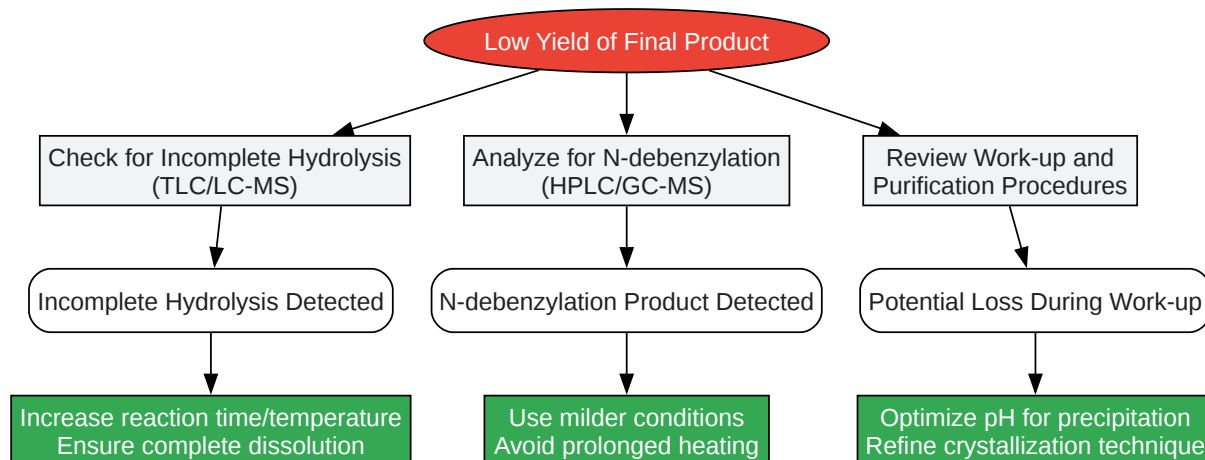 Low Yield of Final Product
Check for Incomplete Hydrolysis
(TLC/LC-MS)
Analyze for N-debenzylation
(HPLC/GC-MS)
Review Work-up and
Purification Procedures
Incomplete Hydrolysis Detected
N-debenzylation Product Detected
Potential Loss During Work-up
Increase reaction time/temperature
Ensure complete dissolution
Use milder conditions
Avoid prolonged heating
Optimize pH for precipitation
Refine crystallization technique